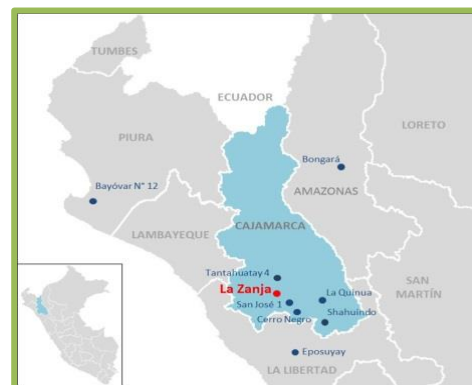 TUMBES
ECUADOR
LORETO
PIURA
Bongará
Bayóvar N° 12
AMAZONAS
LAMBAYEQUE
CAJAMARCA
Tantahuatay 4
SAN
MARTÍN
La Zanja
La Quinua
San José 1
Cerro Negro
Shahuindo
Eposuyay
LA LIBERTAD